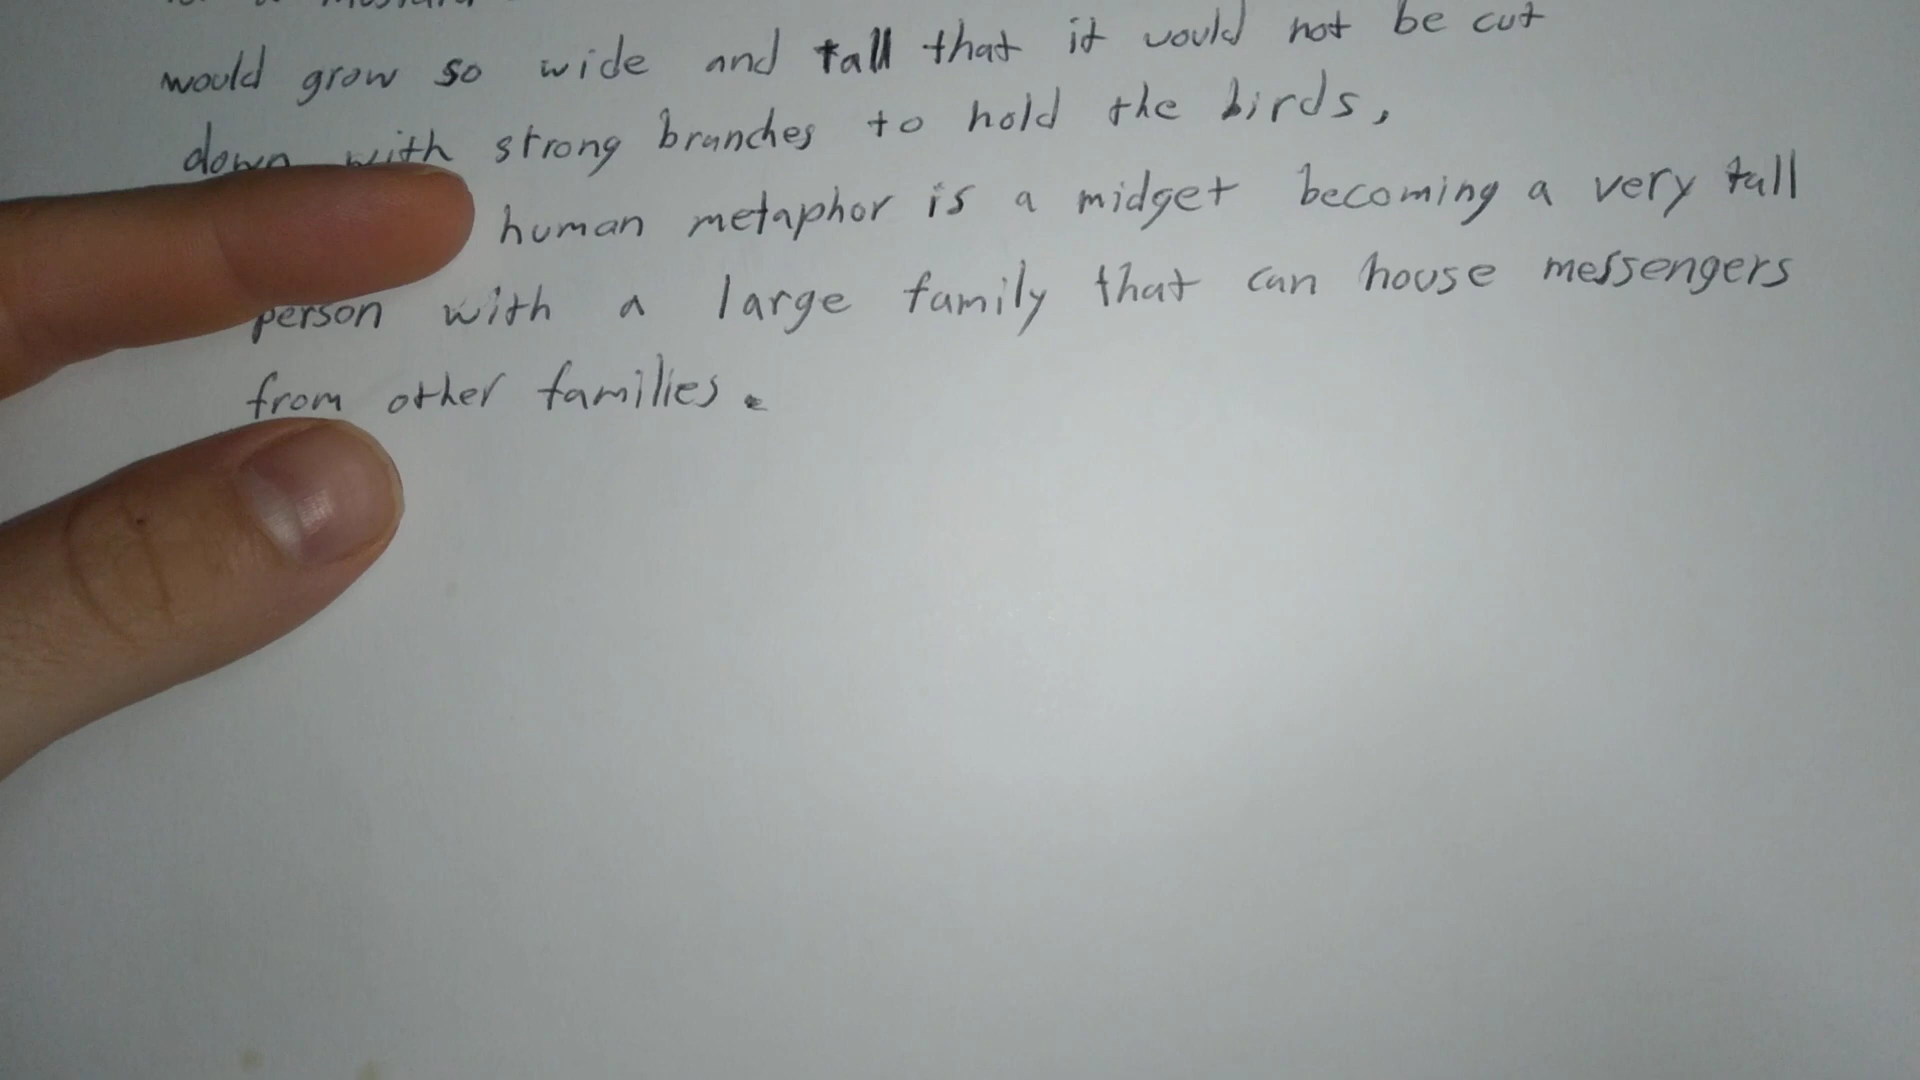 would grow so wide and tall that it would not be cut
down with strong branches to hold the birds,
human metaphor is a midget becoming a very tall
person with a large family that can house messengers
from other families.